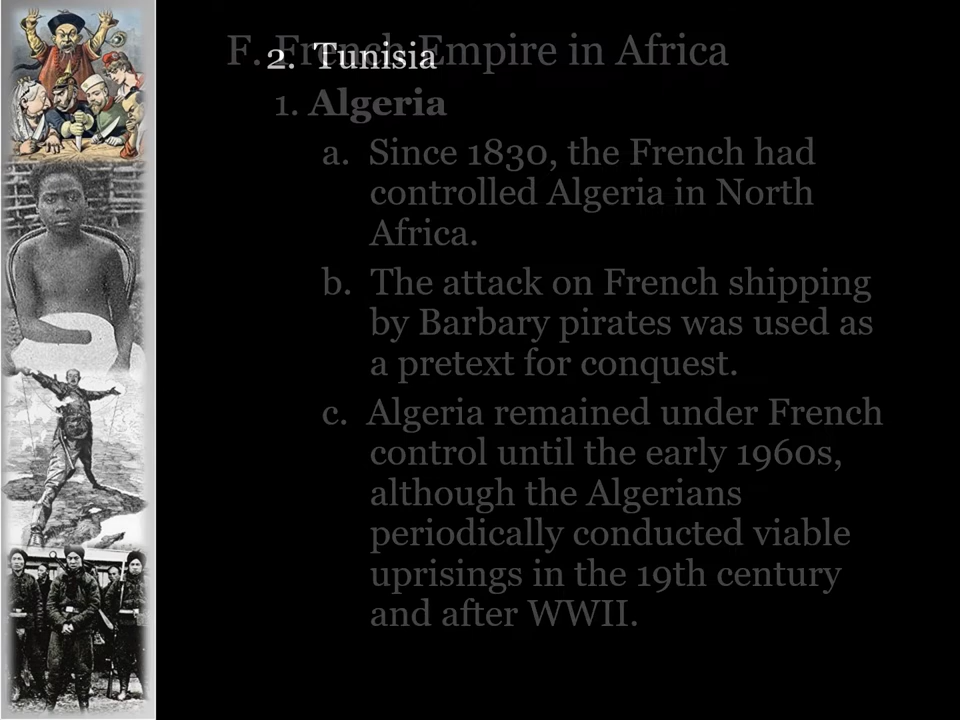 F. French Empire in Africa
2. Tunisia
1. Algeria
a. Since 1830, the French had
controlled Algeria in North
Africa.
b. The attack on French shipping
by Barbary pirates was used as
a pretext for conquest.
c. Algeria remained under French
control until the early 1960s,
although the Algerians
periodically conducted viable
uprisings in the 19th century
and after WWII.